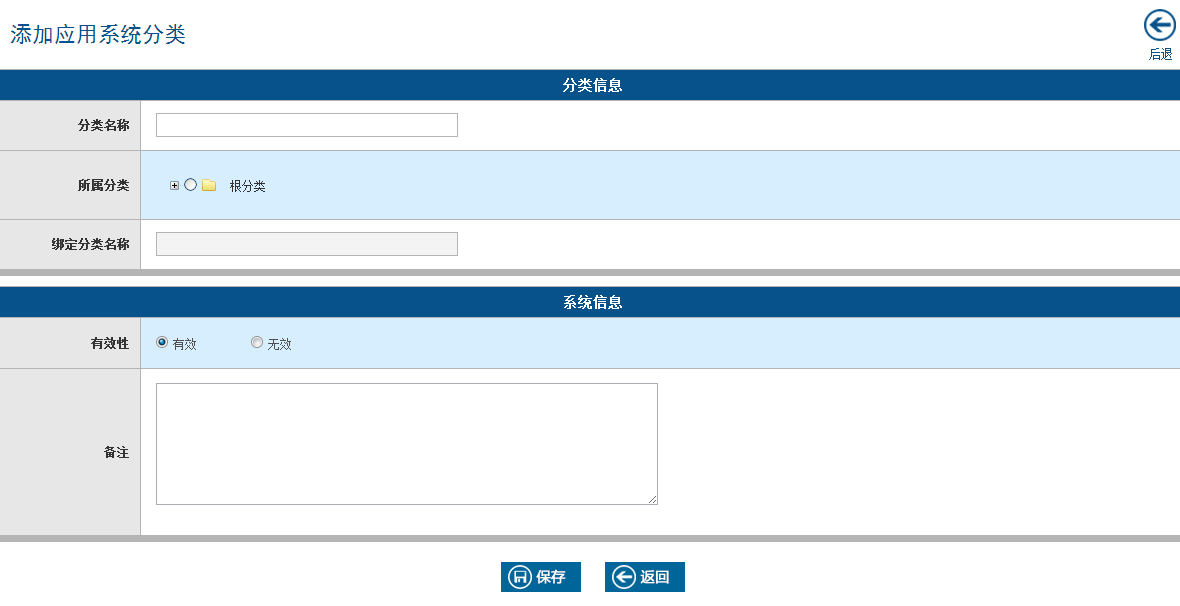 添加应用系统分类
后退
分类信息
分类名称
所属分类
根分类
绑定分类名称
系统信息
有效性
有效
无效
备注
保存
返回